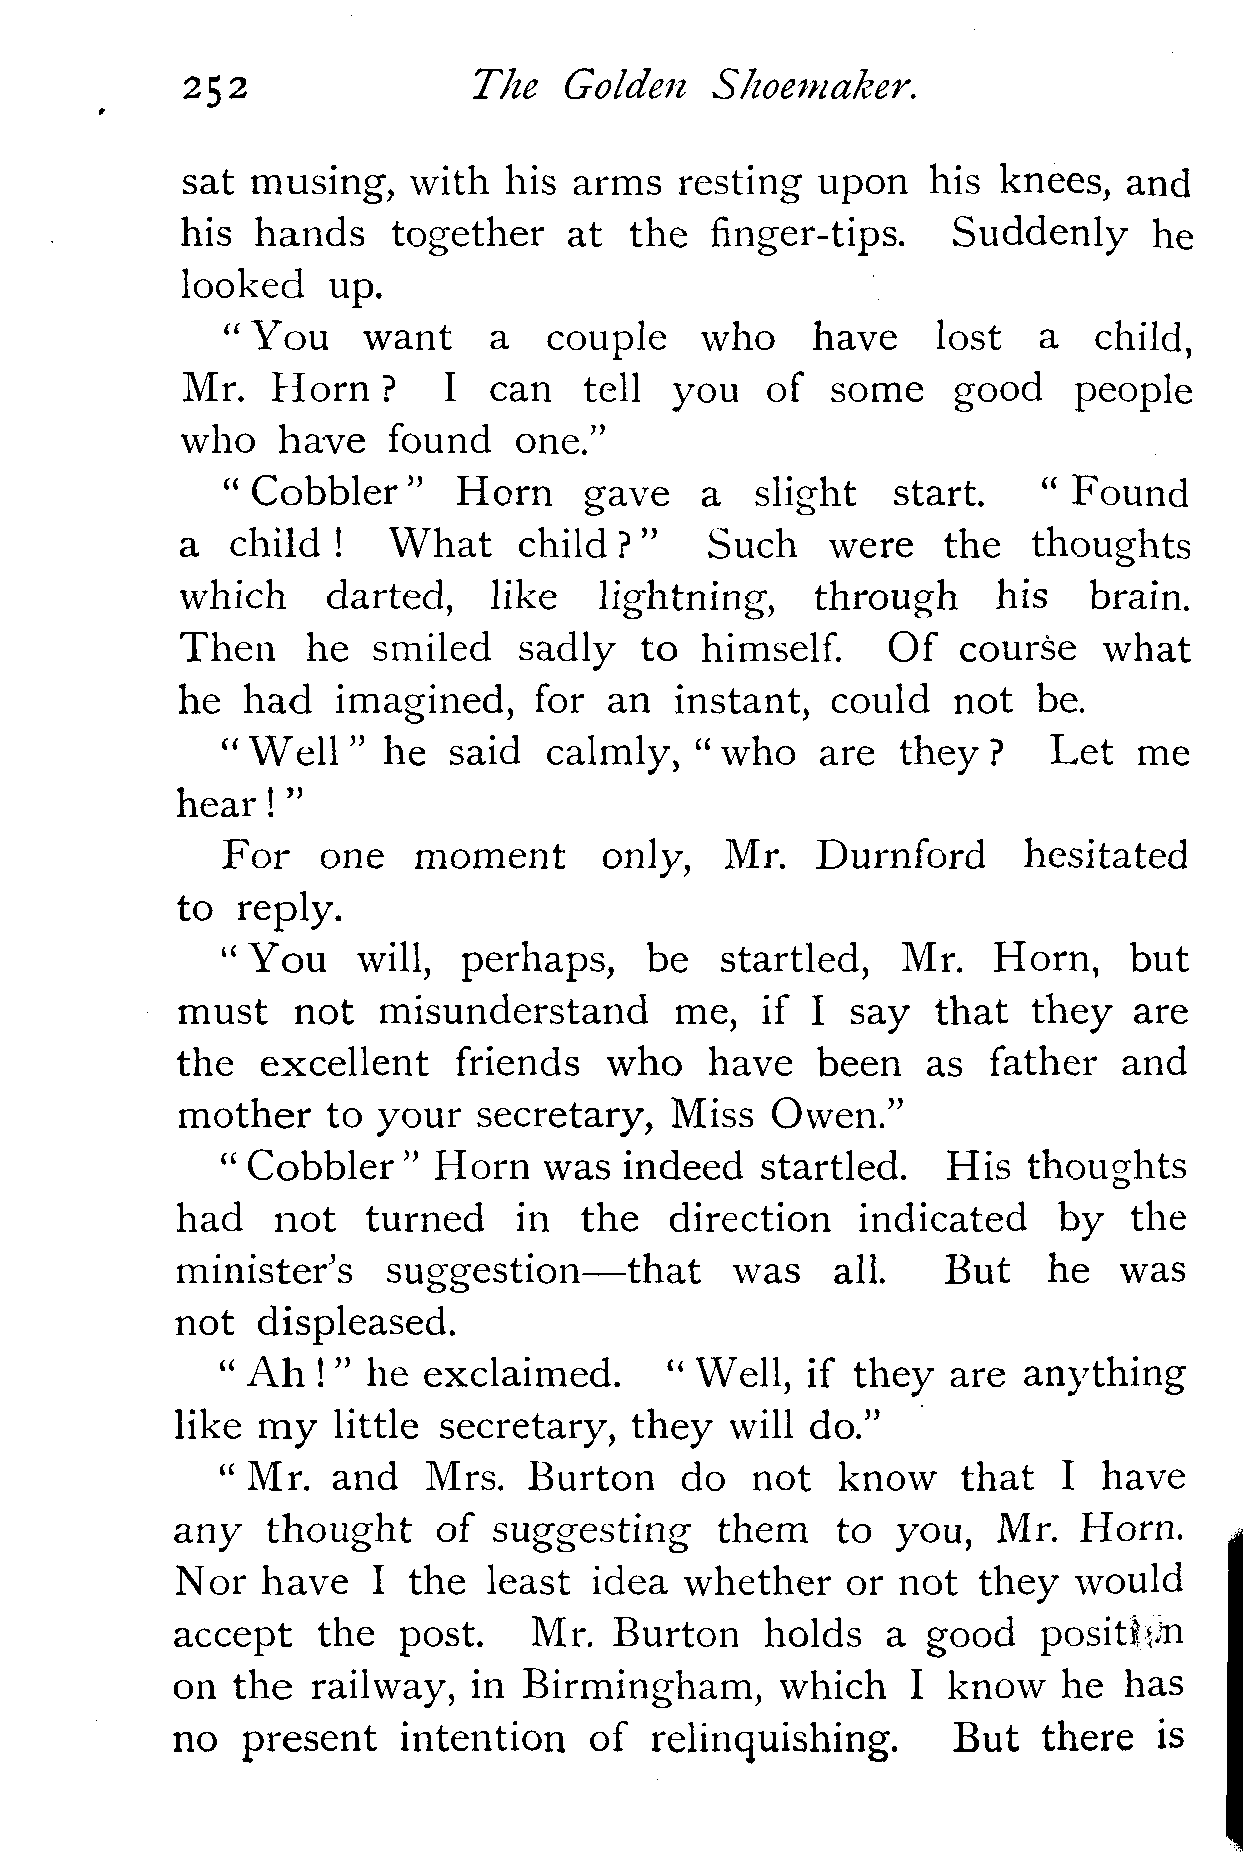 252 The Golden Shoemaker.
sat musing, with his arms resting upon his knees, and
his hands together at the finger-tips. Suddenly he
looked up.
“ You want a couple who have lost a child,
Mr. Horn ? I can tell you of some good people
who have found one.”
“ Cobbler ” Horn gave a slight start. “ Found
a child ! What child ? ” Such were the thoughts
which darted, like lightning, through his brain.
Then he smiled sadly to himself. Of course what
he had imagined, for an instant, could not be.
“ Well ” he said calmly, “ who are they ? Let me
hear ! ”
For one moment only, Mr. Durnford hesitated
to reply.
“ You will, perhaps, be startled, Mr. Horn, but
must not misunderstand me, if I say that they are
the excellent friends who have been as father and
mother to your secretary, Miss Owen.”
“ Cobbler ” Horn was indeed startled. His thoughts
had not turned in the direction indicated by the
minister’s suggestion—that was all. But he was
not displeased.
“ Ah ! ” he exclaimed. “ Well, if they are anything
like my little secretary, they will do.”
“ Mr. and Mrs. Burton do not know that I have
any thought of suggesting them to you, Mr. Horn.
Nor have I the least idea whether or not they would
accept the post. Mr. Burton holds a good position
on the railway, in Birmingham, which I know he has
no present intention of relinquishing. But there is